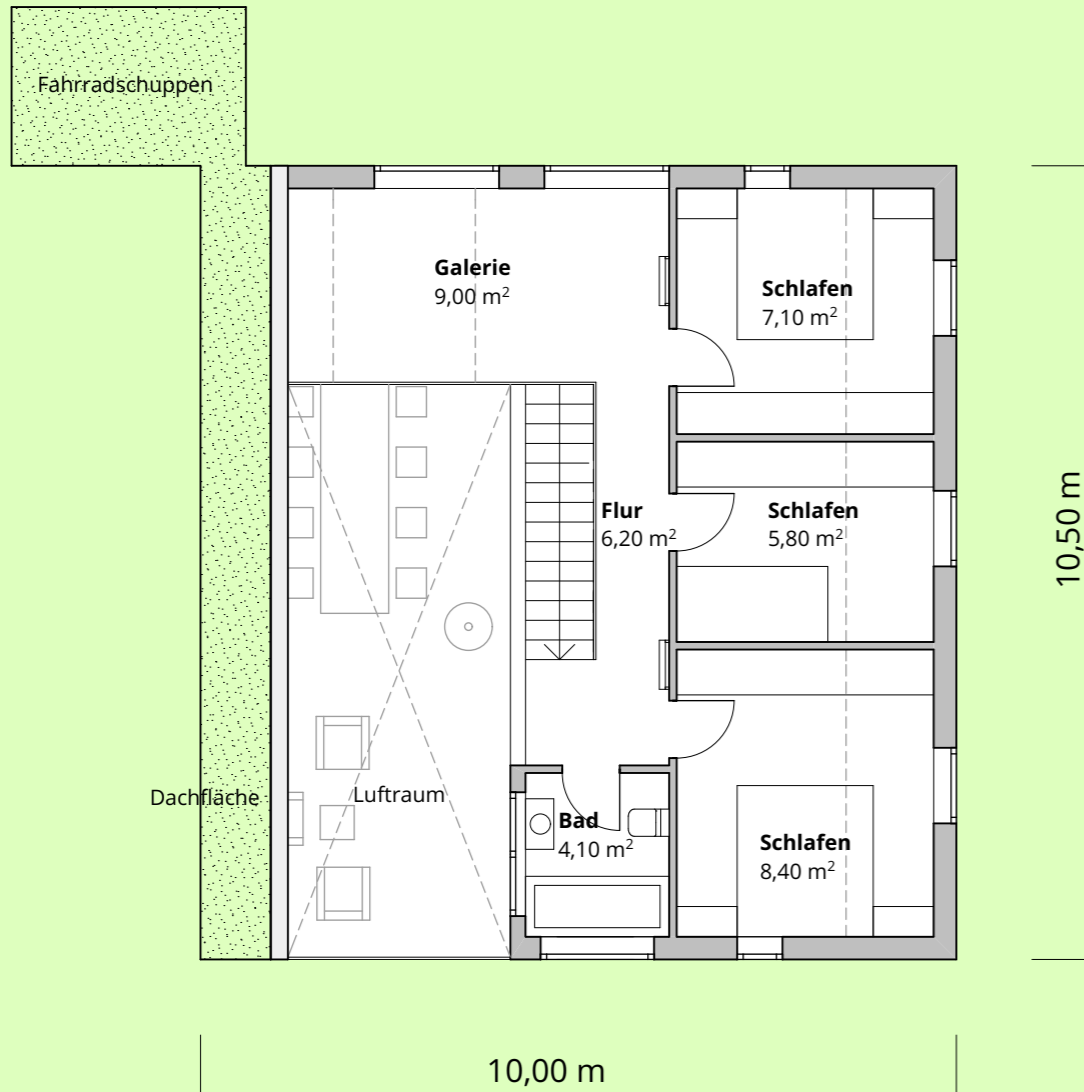 Fahrradschuppen
Galerie
9,00 m²
Schlafen
7,10 m²
Flur
6,20 m²
Schlafen
5,80 m²
10,50 m
Dachfläche
Luftraum
Bad
4,10 m²
Schlafen
8,40 m²
10,00 m